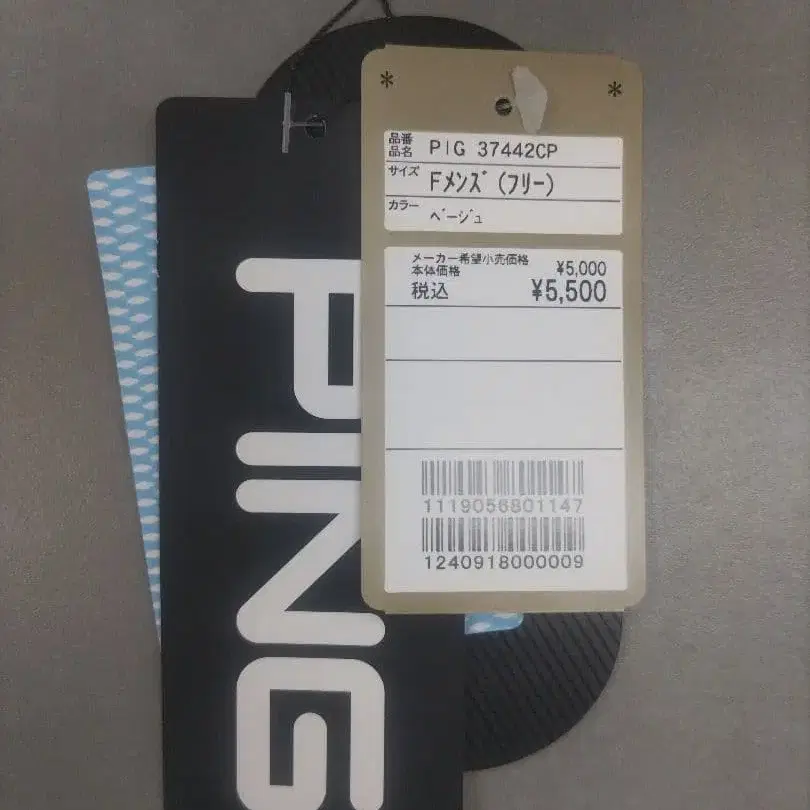 PING
* *
品番
品名 PIG 37442CP
サイズ Fメンズ(フリー)
カラー ベージュ
メーカー希望小売価格
本体価格 ¥5,000
税込 ¥5,500
1119056801147
1240918000009